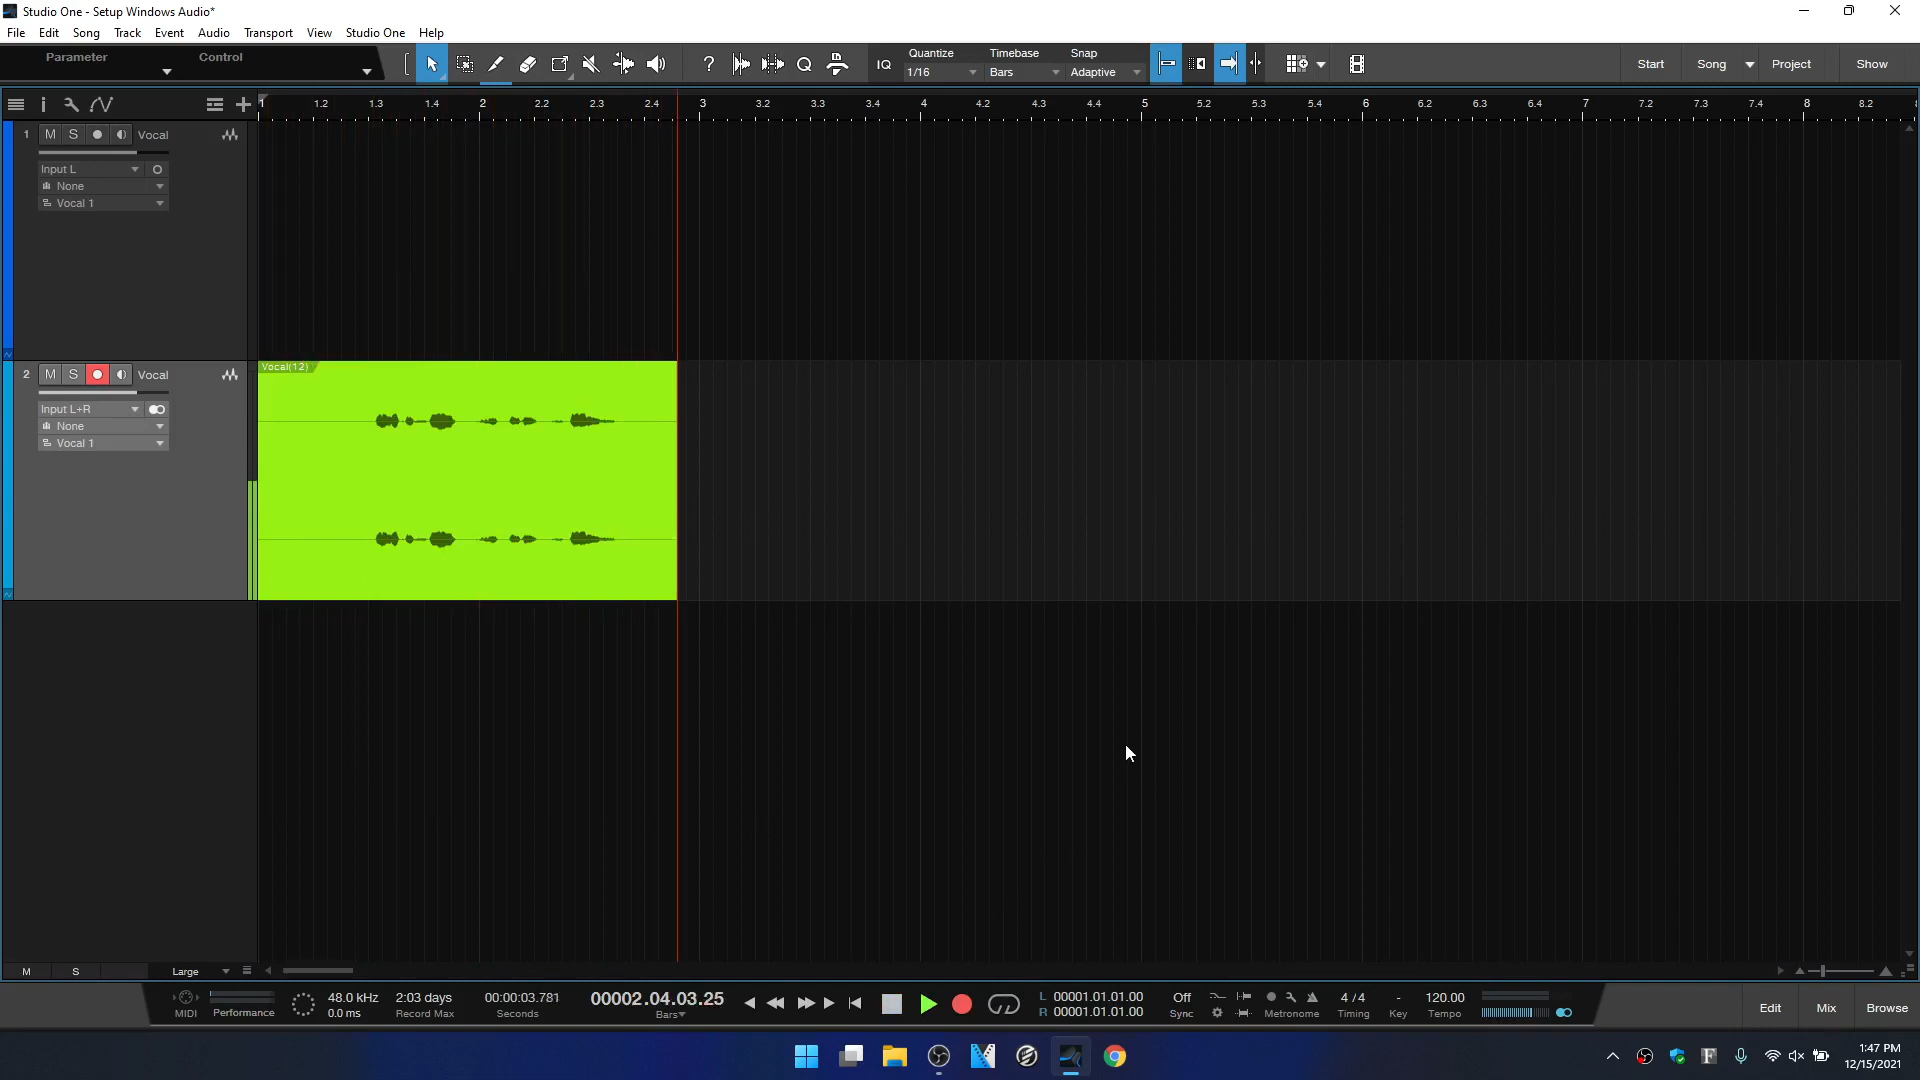 Studio One - Setup Windows Audio*
File Edit Song Track Event Audio Transport View Studio One Help
Parameter Control
IQ Quantize 1/16 Timebase Bars Snap Adaptive
Start Song Project Show
1 1.2 1.3 1.4 2 2.2 2.3 2.4 3 3.2 3.3 3.4 4 4.2 4.3 4.4 5 5.2 5.3 5.4 6 6.2 6.3 6.4 7 7.2 7.3 7.4 8 8.2
1 M S Vocal
Input L
None
Vocal 1
2 M S Vocal
Input L+R
None
Vocal 1
Vocal(12)
M S Large
MIDI Performance
48.0 kHz
0.0 ms
2:03 days
Record Max
00:00:03.781
Seconds
00002.04.03.25
Bars
L 00001.01.01.00
R 00001.01.01.00
Off
Sync
Metronome
4 / 4
Timing
-
Key
120.00
Tempo
Edit Mix Browse
1:47 PM
12/15/2021